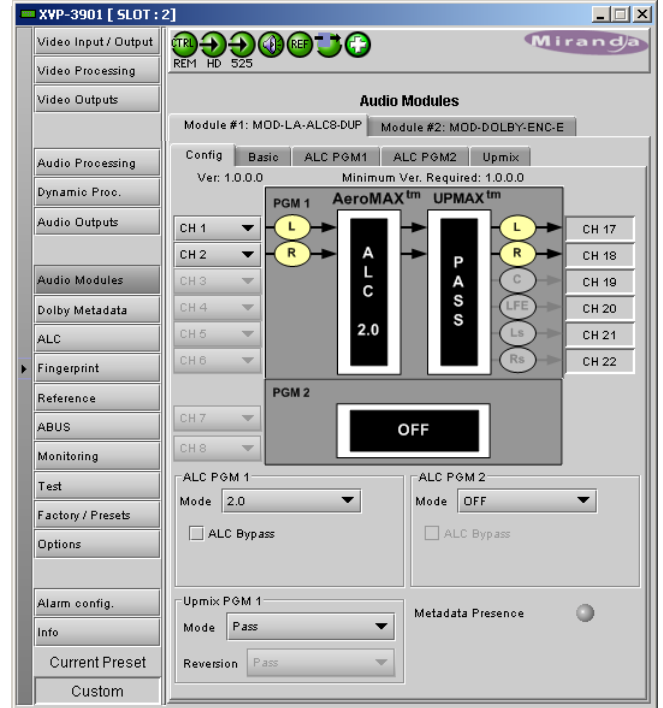 XVP-3901 [ SLOT : 2]
Video Input / Output
Video Processing
Video Outputs
Audio Processing
Dynamic Proc.
Audio Outputs
Audio Modules
Dolby Metadata
ALC
Fingerprint
Reference
ABUS
Monitoring
Test
Factory / Presets
Options
Alarm config.
Info
Current Preset
Custom
CTRL REF
REM HD 525
Miranda
Audio Modules
Module #1: MOD-LA-ALC8-DUP Module #2: MOD-DOLBY-ENC-E
Config Basic ALC PGM1 ALC PGM2 Upmix
Ver: 1.0.0.0 Minimum Ver. Required: 1.0.0.0
PGM 1 AeroMAX tm UPMAX tm
CH 1 L L CH 17
CH 2 R R CH 18
CH 3 C CH 19
CH 4 LFE CH 20
CH 5 Ls CH 21
CH 6 Rs CH 22
ALC 2.0
PASS
PGM 2
CH 7
OFF
CH 8
ALC PGM 1
Mode 2.0
ALC Bypass
ALC PGM 2
Mode OFF
ALC Bypass
Upmix PGM 1
Mode Pass
Reversion Pass
Metadata Presence